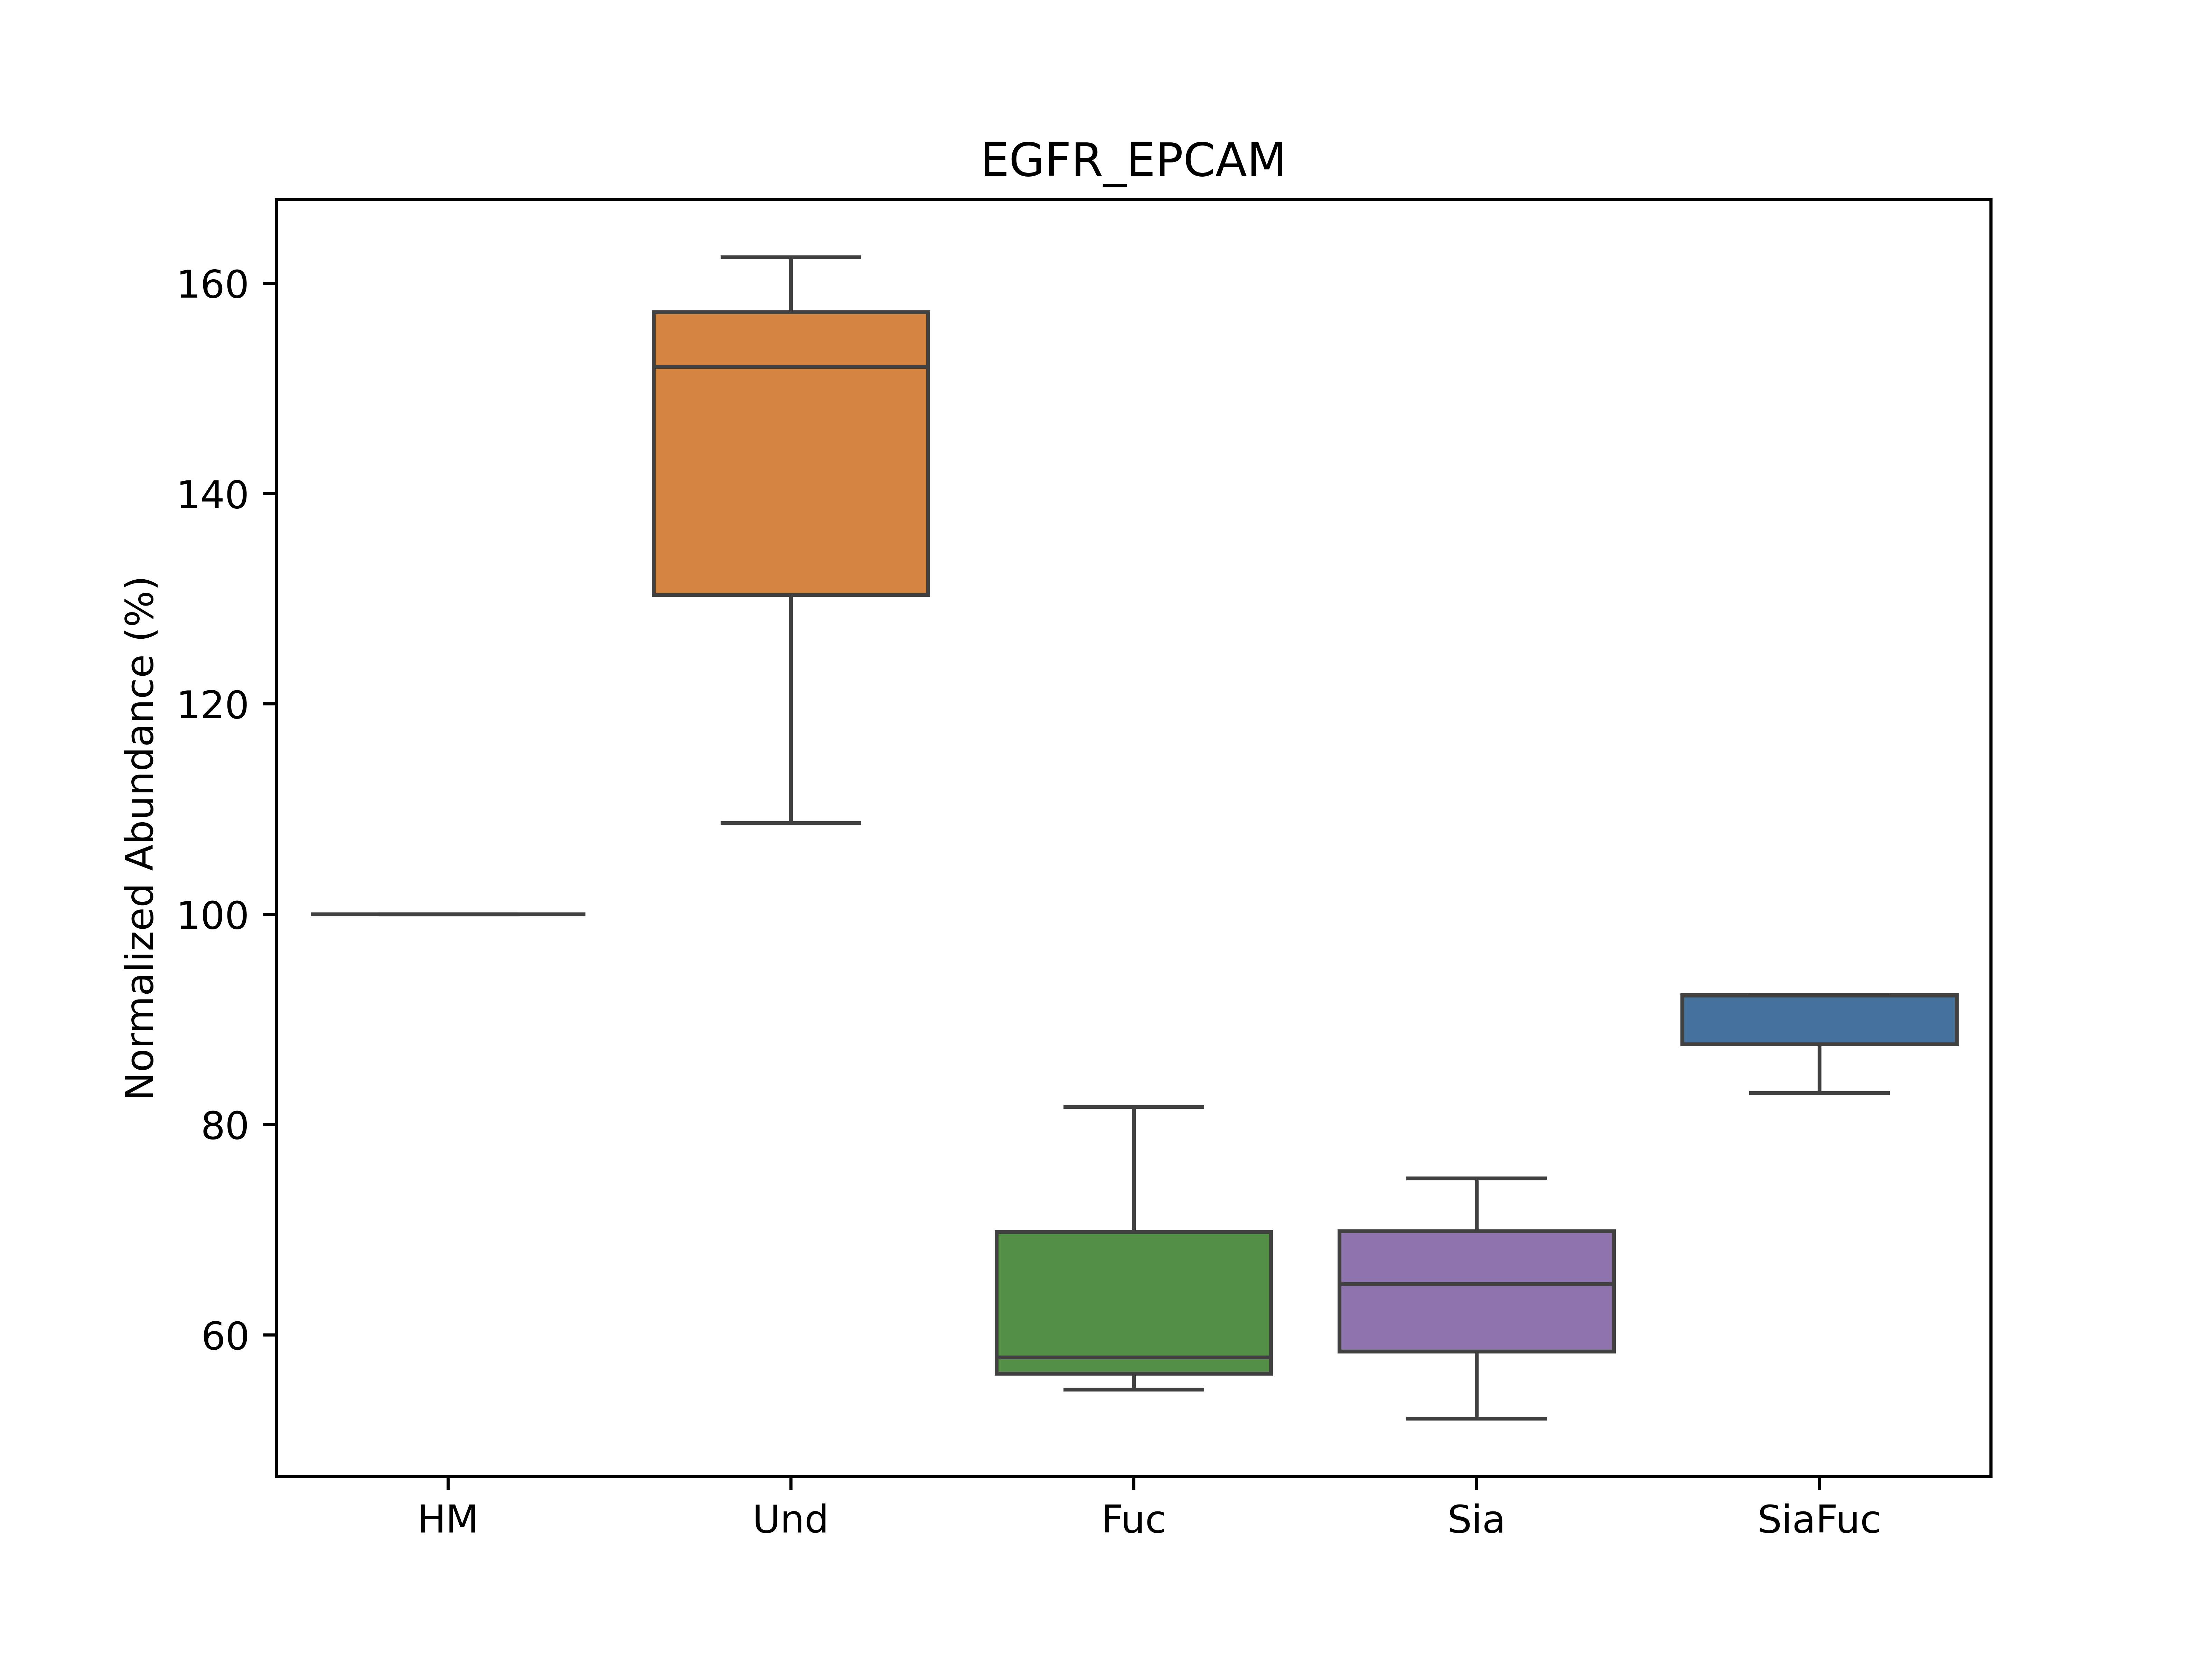 EGFR_EPCAM
Normalized Abundance (%)
160
140
120
100
80
60
HM Und Fuc Sia SiaFuc